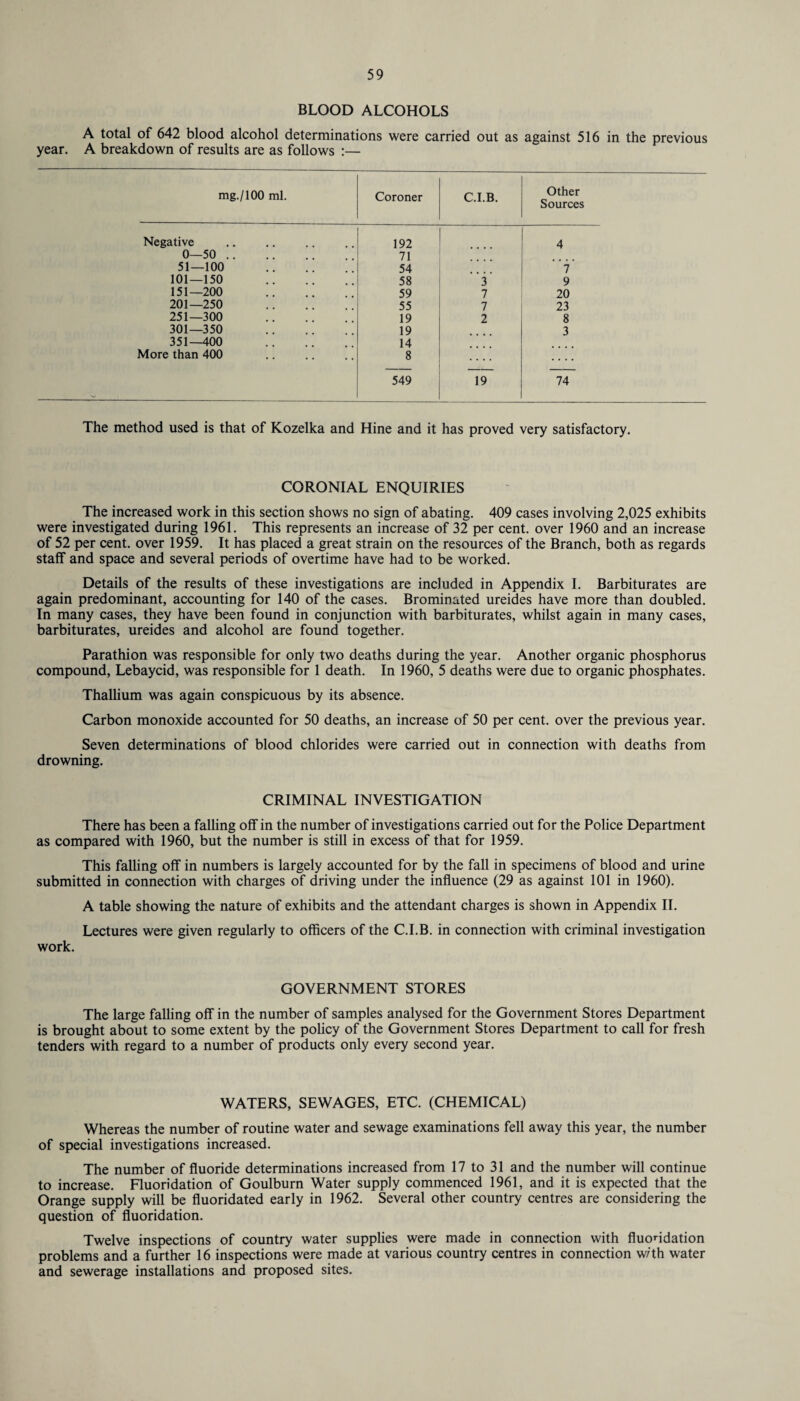 59
BLOOD ALCOHOLS
A total of 642 blood alcohol determinations were carried out as against 516 in the previous
year. A breakdown of results are as follows :—
mg./100 ml. Coroner C.I.B. Other Sources
Negative .. .. .. .. 192 .... 4
0—50 .. .. .. .. 71 .... ....
51—100 .. .. .. 54 .... 7
101—150 .. .. .. 58 3 9
151—200 .. .. .. 59 7 20
201—250 .. .. .. 55 7 23
251—300 .. .. .. 19 2 8
301—350 .. .. .. 19 .... 3
351—400 .. .. .. 14 .... ....
More than 400 .. .. .. 8 .... ....
549 19 74
The method used is that of Kozelka and Hine and it has proved very satisfactory.
CORONIAL ENQUIRIES
The increased work in this section shows no sign of abating. 409 cases involving 2,025 exhibits
were investigated during 1961. This represents an increase of 32 per cent. over 1960 and an increase
of 52 per cent. over 1959. It has placed a great strain on the resources of the Branch, both as regards
staff and space and several periods of overtime have had to be worked.
Details of the results of these investigations are included in Appendix I. Barbiturates are
again predominant, accounting for 140 of the cases. Brominated ureides have more than doubled.
In many cases, they have been found in conjunction with barbiturates, whilst again in many cases,
barbiturates, ureides and alcohol are found together.
Parathion was responsible for only two deaths during the year. Another organic phosphorus
compound, Lebaycid, was responsible for 1 death. In 1960, 5 deaths were due to organic phosphates.
Thallium was again conspicuous by its absence.
Carbon monoxide accounted for 50 deaths, an increase of 50 per cent. over the previous year.
Seven determinations of blood chlorides were carried out in connection with deaths from
drowning.
CRIMINAL INVESTIGATION
There has been a falling off in the number of investigations carried out for the Police Department
as compared with 1960, but the number is still in excess of that for 1959.
This falling off in numbers is largely accounted for by the fall in specimens of blood and urine
submitted in connection with charges of driving under the influence (29 as against 101 in 1960).
A table showing the nature of exhibits and the attendant charges is shown in Appendix II.
Lectures were given regularly to officers of the C.I.B. in connection with criminal investigation
work.
GOVERNMENT STORES
The large falling off in the number of samples analysed for the Government Stores Department
is brought about to some extent by the policy of the Government Stores Department to call for fresh
tenders with regard to a number of products only every second year.
WATERS, SEWAGES, ETC. (CHEMICAL)
Whereas the number of routine water and sewage examinations fell away this year, the number
of special investigations increased.
The number of fluoride determinations increased from 17 to 31 and the number will continue
to increase. Fluoridation of Goulburn Water supply commenced 1961, and it is expected that the
Orange supply will be fluoridated early in 1962. Several other country centres are considering the
question of fluoridation.
Twelve inspections of country water supplies were made in connection with fluoridation
problems and a further 16 inspections were made at various country centres in connection with water
and sewerage installations and proposed sites.